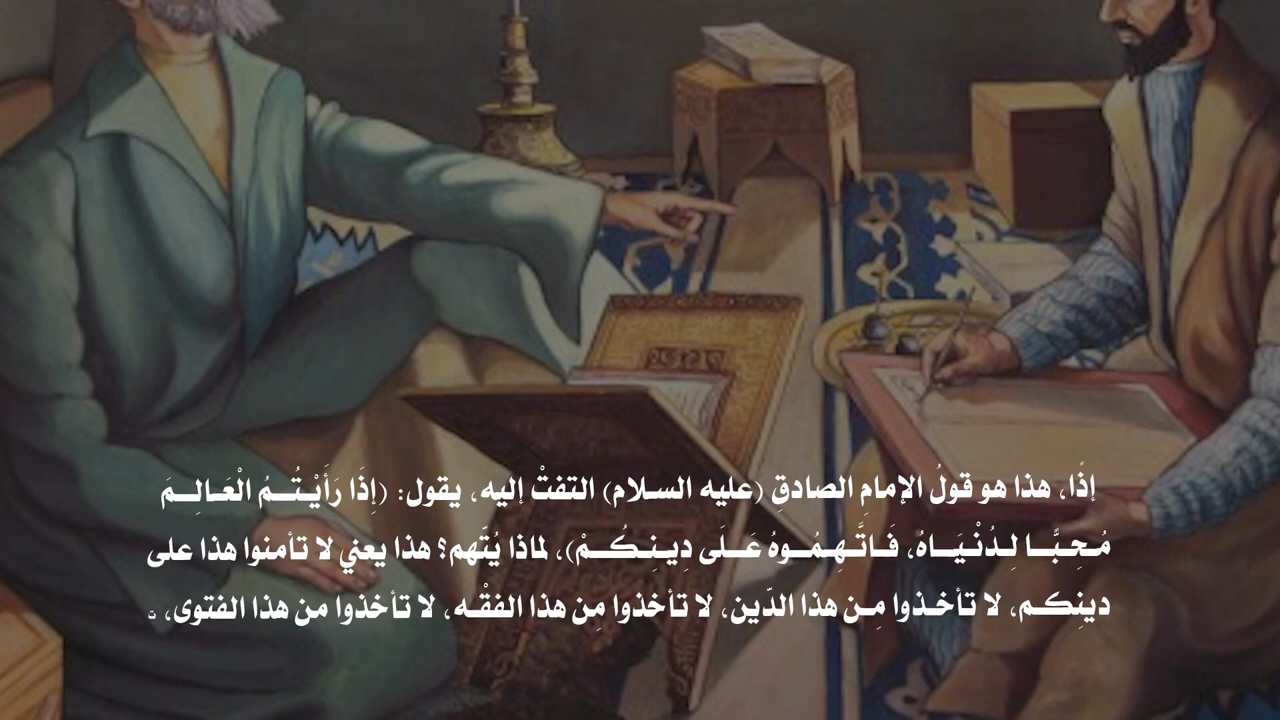 إذًا، هذا هو قولُ الإمامِ الصادقِ (عليه السلام) التفتْ إليه، يقول: (إِذَا رَأَيْتُمُ الْعَالِمَ
مُحِبًّا لِدُنْيَاهُ، فَاتَّهِمُوهُ عَلَى دِينِكُمْ)، لماذا يُتّهم؟ هذا يعني لا تأمنوا هذا على
دينِكم، لا تأخذوا مِن هذا الدّين، لا تأخذوا مِن هذا الفقْه، لا تأخذوا من هذا الفتوى،